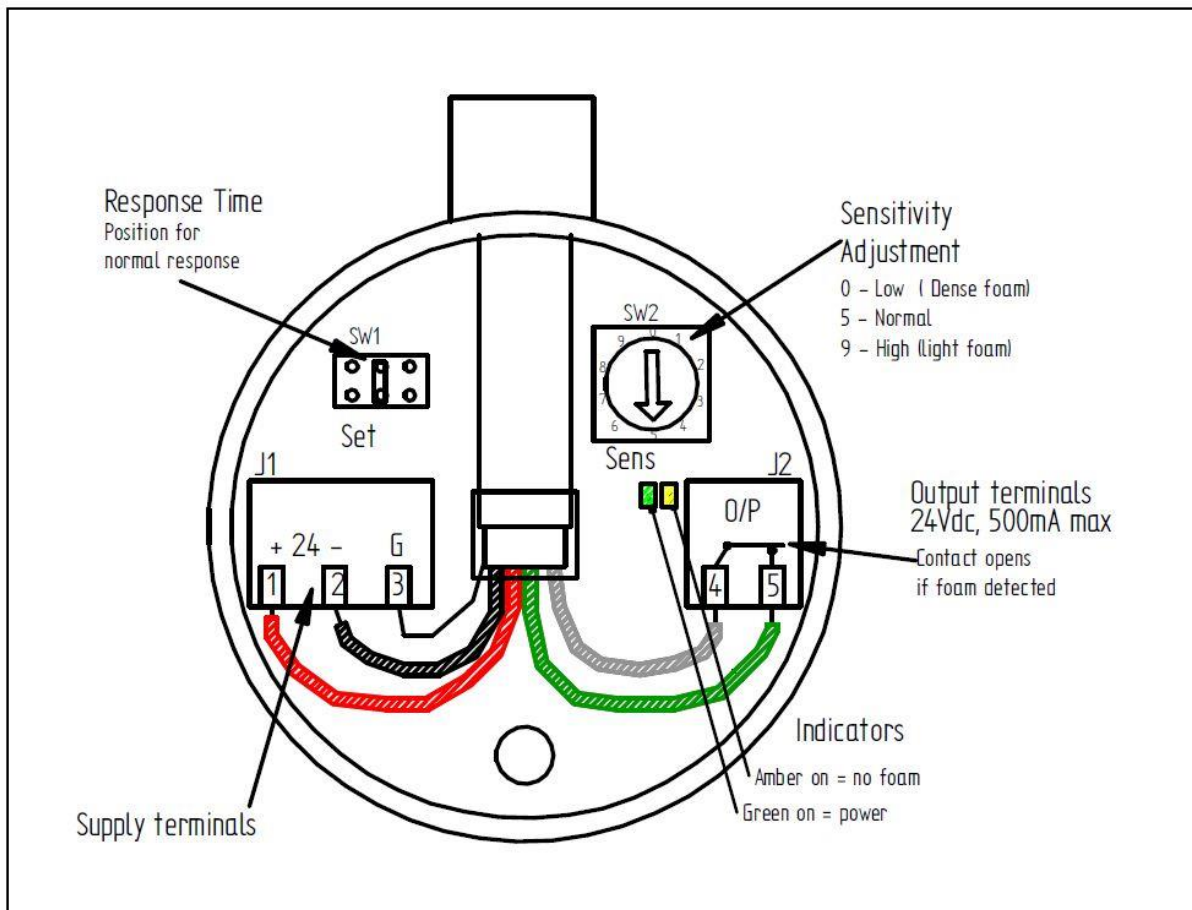 Response Time
Position for
normal response
Sensitivity
Adjustment
0 - Low ( Dense foam)
5 - Normal
9 - High (light foam)
SW1
Set
SW2
0
1
2
3
4
5
6
7
8
9
Sens
J1
+ 24 - G
1 2 3
J2
O/P
4 5
Output terminals
24Vdc, 500mA max
Contact opens
if foam detected
Indicators
Amber on = no foam
Green on = power
Supply terminals